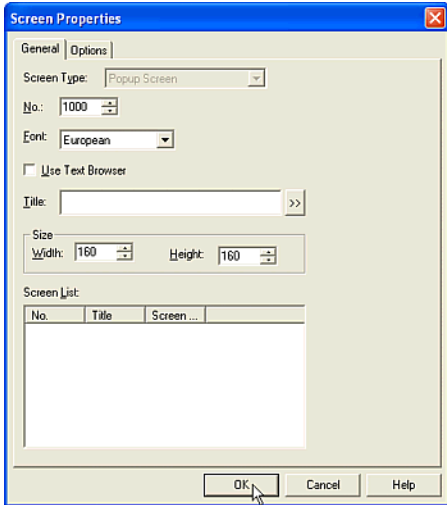 Screen Properties
General Options
Screen Type: Popup Screen
No.: 1000
Font: European
Use Text Browser
Title: >>
Size
Width: 160 Height: 160
Screen List:
No. Title Screen ...
OK Cancel Help